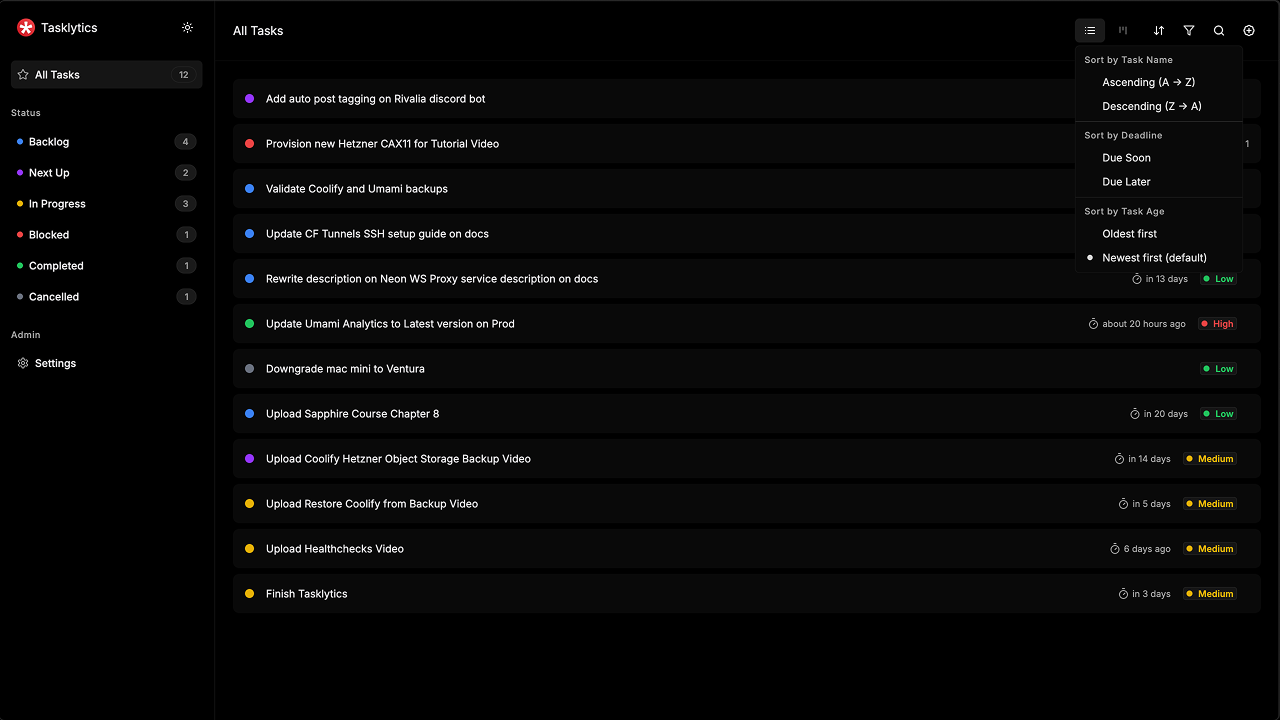 Tasklytics
All Tasks 12
Status
Backlog 4
Next Up 2
In Progress 3
Blocked 1
Completed 1
Cancelled 1
Admin
Settings
All Tasks
Sort by Task Name
Ascending (A → Z)
Descending (Z → A)
Sort by Deadline
Due Soon
Due Later
Sort by Task Age
Oldest first
Newest first (default)
Add auto post tagging on Rivalia discord bot
Provision new Hetzner CAX11 for Tutorial Video 1
Validate Coolify and Umami backups
Update CF Tunnels SSH setup guide on docs
Rewrite description on Neon WS Proxy service description on docs in 13 days Low
Update Umami Analytics to Latest version on Prod about 20 hours ago High
Downgrade mac mini to Ventura Low
Upload Sapphire Course Chapter 8 in 20 days Low
Upload Coolify Hetzner Object Storage Backup Video in 14 days Medium
Upload Restore Coolify from Backup Video in 5 days Medium
Upload Healthchecks Video 6 days ago Medium
Finish Tasklytics in 3 days Medium